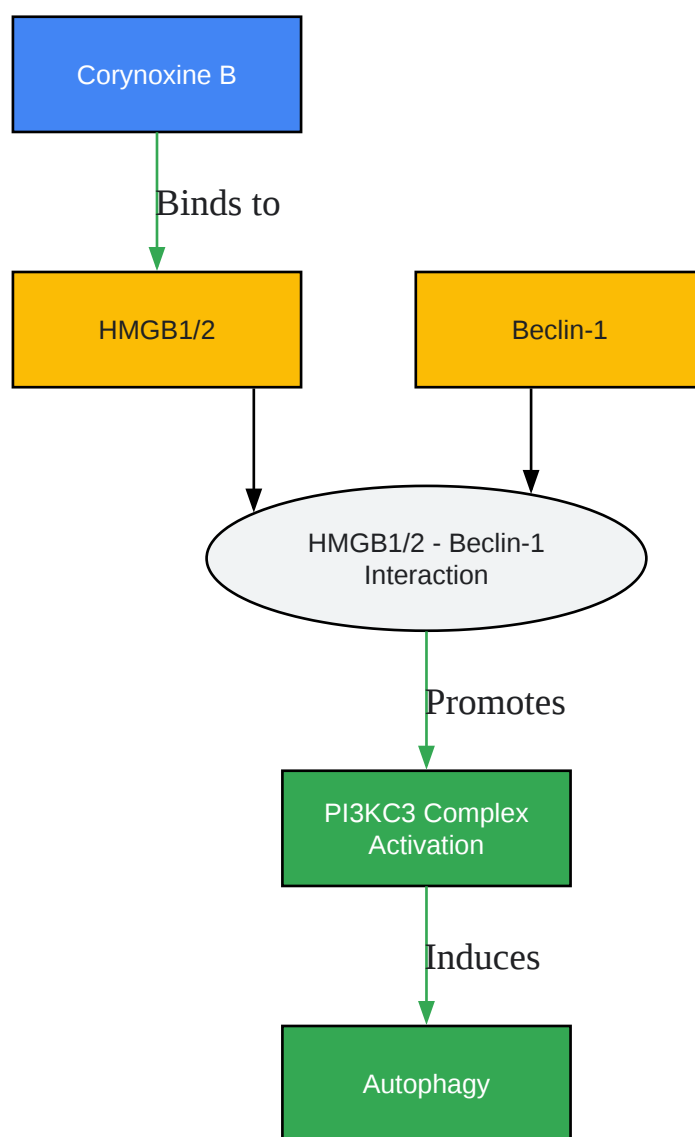 Corynoxine B
Binds to
HMGB1/2
Beclin-1
HMGB1/2 - Beclin-1
Interaction
Promotes
PI3KC3 Complex
Activation
Induces
Autophagy